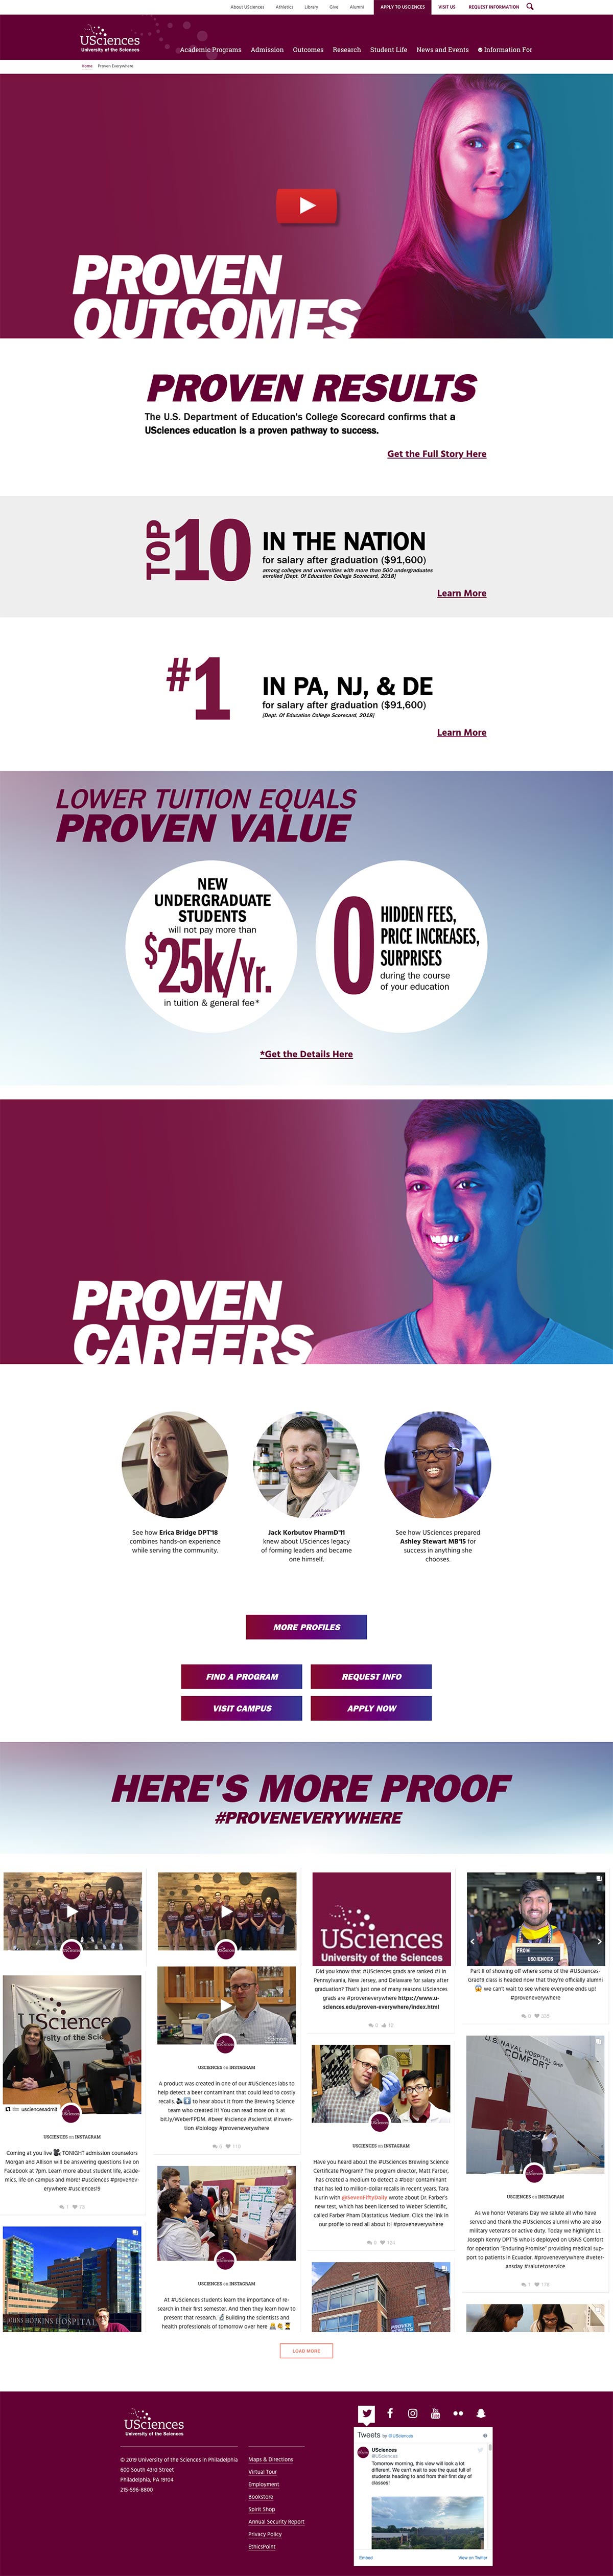 About USciences Athletics Library Give Alumni APPLY TO USCIENCES VISIT US REQUEST INFORMATION
USciences
University of the Sciences
Academic Programs Admission Outcomes Research Student Life News and Events Information For
Home Proven Everywhere
PROVEN
OUTCOMES
PROVEN RESULTS
The U.S. Department of Education's College Scorecard confirms that a
USciences education is a proven pathway to success.
Get the Full Story Here
TOP 10
IN THE NATION
for salary after graduation ($91,600)
among colleges and universities with more than 500 undergraduates
enrolled [Dept. Of Education College Scorecard, 2018]
Learn More
#1
IN PA, NJ, & DE
for salary after graduation ($91,600)
[Dept. Of Education College Scorecard, 2018]
Learn More
LOWER TUITION EQUALS
PROVEN VALUE
NEW
UNDERGRADUATE
STUDENTS
will not pay more than
$25k/Yr.
in tuition & general fee*
0
HIDDEN FEES,
PRICE INCREASES,
SURPRISES
during the course
of your education
*Get the Details Here
PROVEN
CAREERS
See how Erica Bridge DPT'18
combines hands-on experience
while serving the community.
Jack Korbutov PharmD'11
knew about USciences legacy
of forming leaders and became
one himself.
See how USciences prepared
Ashley Stewart MB'15 for
success in anything she
chooses.
MORE PROFILES
FIND A PROGRAM
REQUEST INFO
VISIT CAMPUS
APPLY NOW
HERE'S MORE PROOF
#PROVENEVERYWHERE
USciences
usciencesadmit
USCIENCES on INSTAGRAM
Coming at you live 🎥 TONIGHT admission counselors
Morgan and Allison will be answering questions live on
Facebook at 7pm. Learn more about student life, acade-
mics, life on campus and more! #usciences #provenev-
erywhere #usciences19
JOHNS HOPKINS HOSPITAL
USciences
USCIENCES on INSTAGRAM
A product was created in one of our #USciences labs to
help detect a beer contaminant that could lead to costly
recalls. to hear about it from the Brewing Science
team who created it! You can read more on it at
bit.ly/WeberFPDM. #beer #science #scientist #inven-
tion #biology #proveneverywhere
USCIENCES on INSTAGRAM
At #USciences students learn the importance of re-
search in their first semester. And then they learn how to
present that research. 🔬 Building the scientists and
health professionals of tomorrow over here
USciences
University of the Sciences
Did you know that #USciences grads are ranked #1 in
Pennsylvania, New Jersey, and Delaware for salary after
graduation? That's just one of many reasons USciences
grads are #proveneverywhere https://www.u-
sciences.edu/proven-everywhere/index.html
USCIENCES on INSTAGRAM
Have you heard about the #USciences Brewing Science
Certificate Program? The program director, Matt Farber,
has created a medium to detect a #beer contaminant
that has led to million-dollar recalls in recent years. Tara
Nurin with @SevenFiftyDaily wrote about Dr. Farber's
new test, which has been licensed to Weber Scientific,
called Farber Pham Diastaticus Medium. Click the link in
our profile to read all about it! #proveneverywhere
PROVEN
RESULTS
FROM
USCIENCES
Part II of showing off where some of the #USciences-
Grad19 class is headed now that they're officially alumni
😱 we can't wait to see where everyone ends up!
#proveneverywhere
U.S. NAVAL HOSPITAL SHIP
COMFORT
USCIENCES on INSTAGRAM
As we honor Veterans Day we salute all who have
served and thank the #USciences alumni who are also
military veterans or active duty. Today we highlight Lt.
Joseph Kenny DPT'15 who is deployed on USNS Comfort
for operation "Enduring Promise" providing medical sup-
port to patients in Ecuador. #proveneverywhere #veter-
ansday #salutetoservice
LOAD MORE
USciences
University of the Sciences
© 2019 University of the Sciences in Philadelphia
600 South 43rd Street
Philadelphia, PA 19104
215-596-8800
Maps & Directions
Virtual Tour
Employment
Bookstore
Spirit Shop
Annual Security Report
Privacy Policy
EthicsPoint
Tweets by @USciences
USciences
@USciences
Tomorrow morning, this view will look a lot
different. We can't wait to see the quad full of
students heading to and from their first day of
classes!
Embed View on Twitter